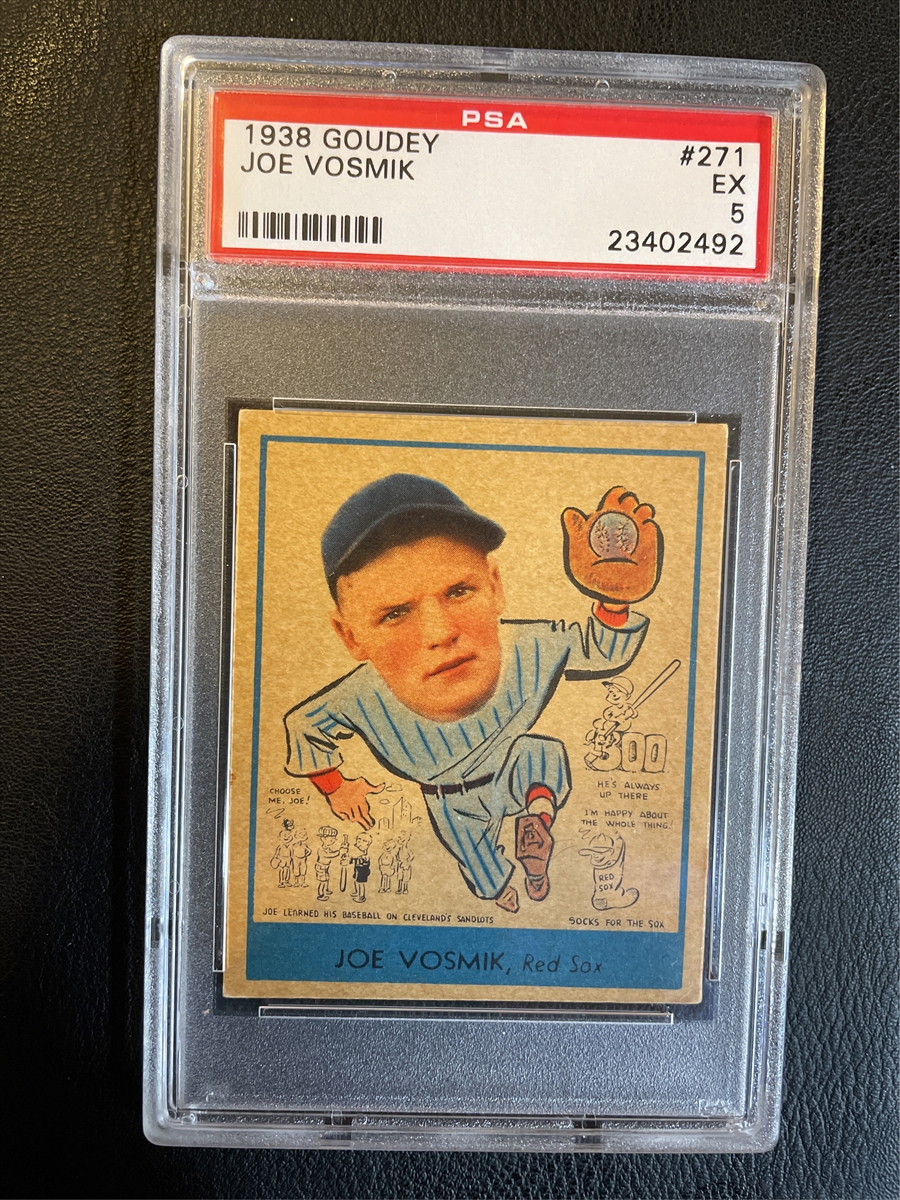 PSA
1938 GOUDEY
#271
JOE VOSMIK
EX
5
23402492
300
HE'S ALWAYS
UP THERE
CHOOSE
ME, JOE!
I'M HAPPY ABOUT
THE WHOLE THING!
RED
SOX
JOE LEARNED HIS BASEBALL ON CLEVELAND'S SANDLOTS
SOCKS FOR THE SOX
JOE VOSMIK, Red Sox